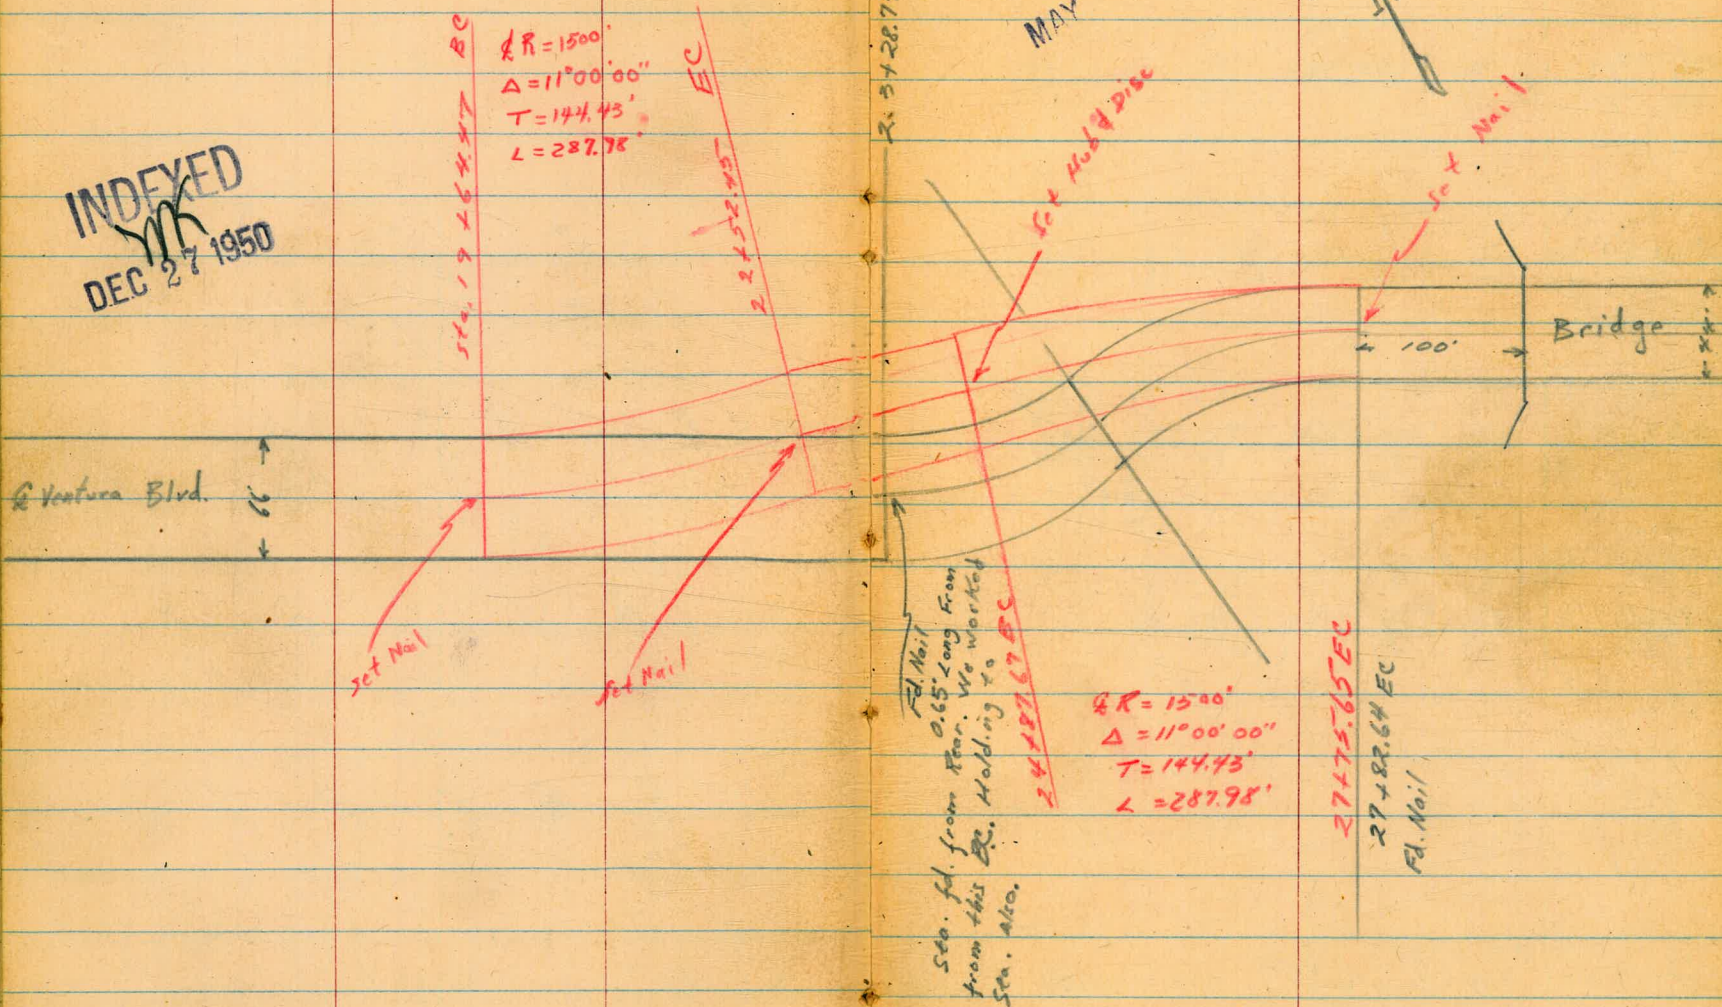 BC
Sta. 19+64.47
℄ R = 1500'
Δ = 11°00'00"
T = 144.43'
L = 287.98'
EC
22+52.45
INDEXED
DEC 27 1950
℄ Ventura Blvd.
66'
Set Nail
Set Nail
MAY
Set Hub & Disc
Set Nail
100'
Bridge
Fd. Nail
Sta. fd. from 0.65' Long From
from this BC. Holding to
Rear. We worked
Sta. Also.
24+87.67 BC
℄ R = 1500'
Δ = 11°00'00"
T = 144.43'
L = 287.98'
27+75.65 EC
27+82.64 EC
Fd. Nail